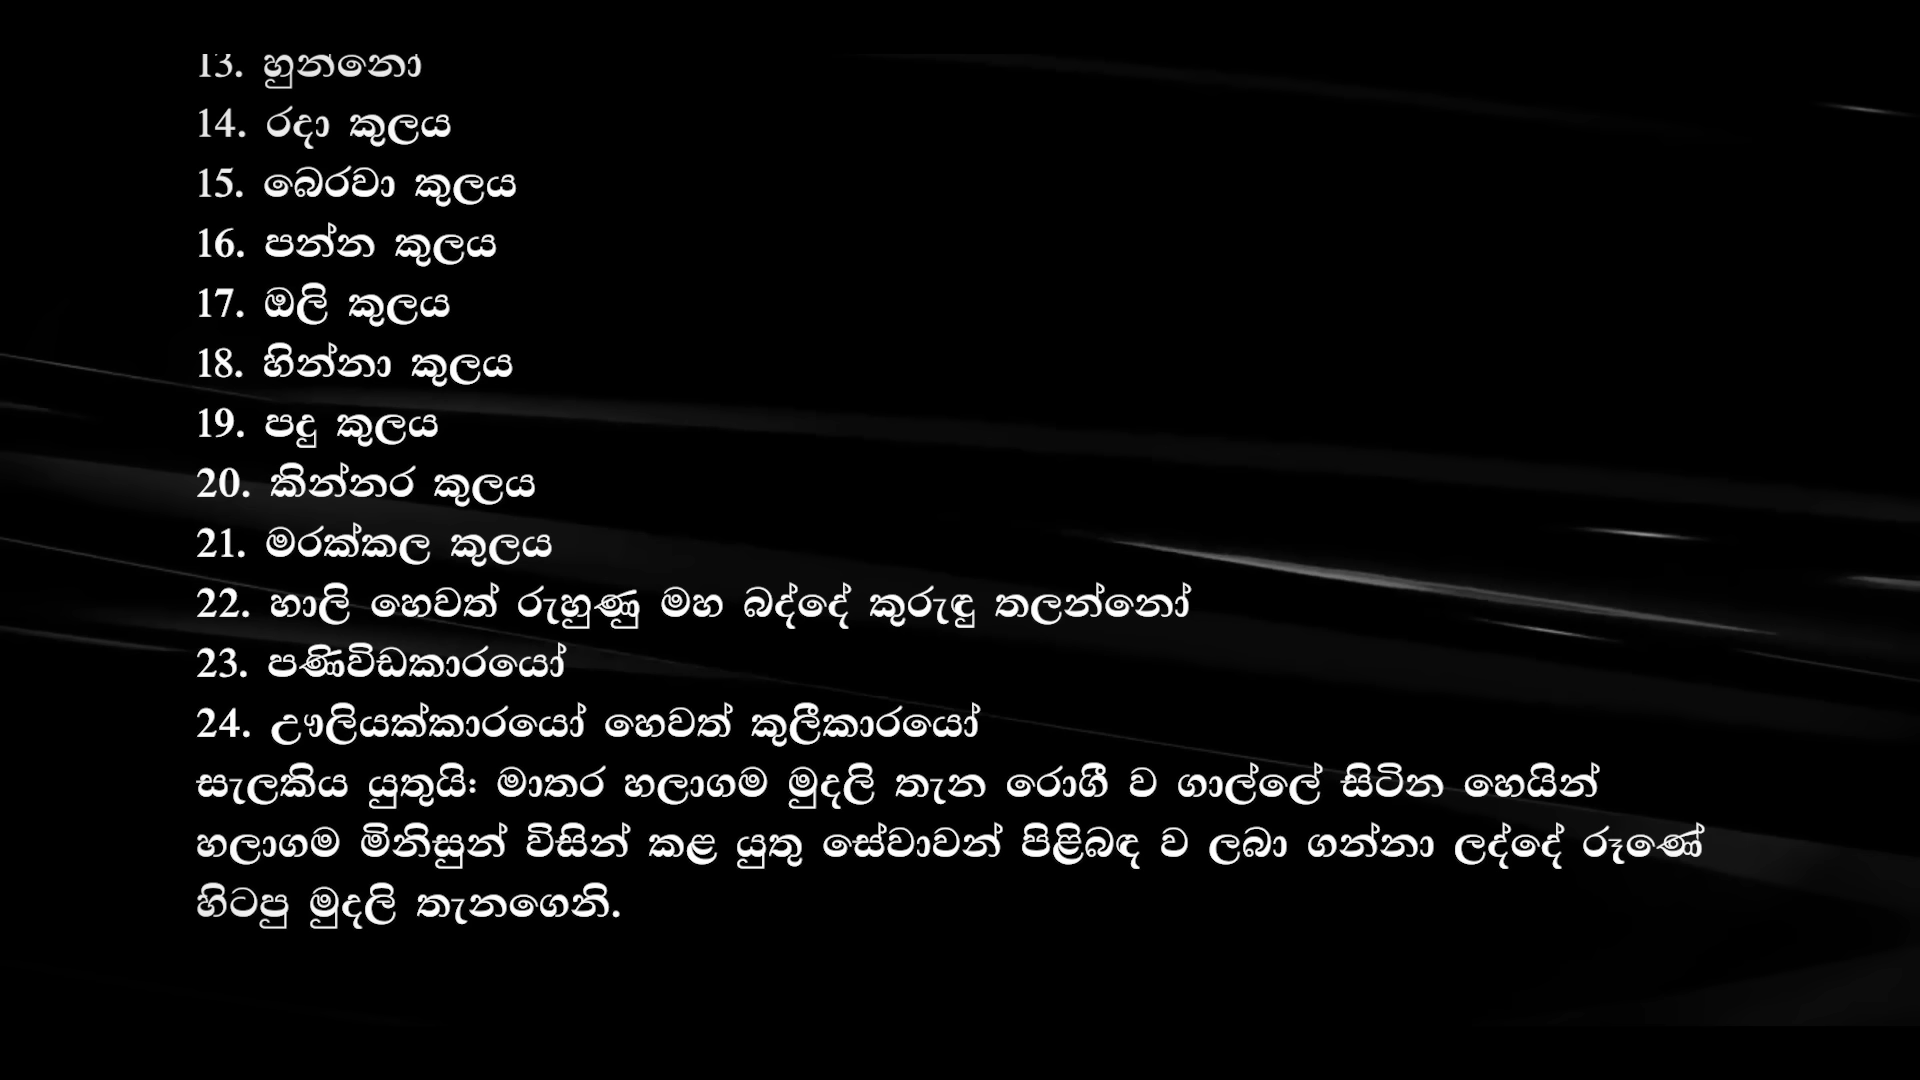 13. හුන්නෝ
14. රදා කුලය
15. බෙරවා කුලය
16. පන්න කුලය
17. ඔලි කුලය
18. හින්නා කුලය
19. පදු කුලය
20. කින්නර කුලය
21. මරක්කල කුලය
22. හාලි හෙවත් රුහුණු මහ බද්දේ කුරුඳු තලන්නෝ
23. පණිවිඩකාරයෝ
24. ඌලියක්කාරයෝ හෙවත් කුලීකාරයෝ
සැලකිය යුතුයි: මාතර හලාගම මුදලි තැන රොගී ව ගාල්ලේ සිටින හෙයින්
හලාගම මිනිසුන් විසින් කළ යුතු සේවාවන් පිළිබඳ ව ලබා ගන්නා ලද්දේ රූණේ
හිටපු මුදලි තැනගෙනි.